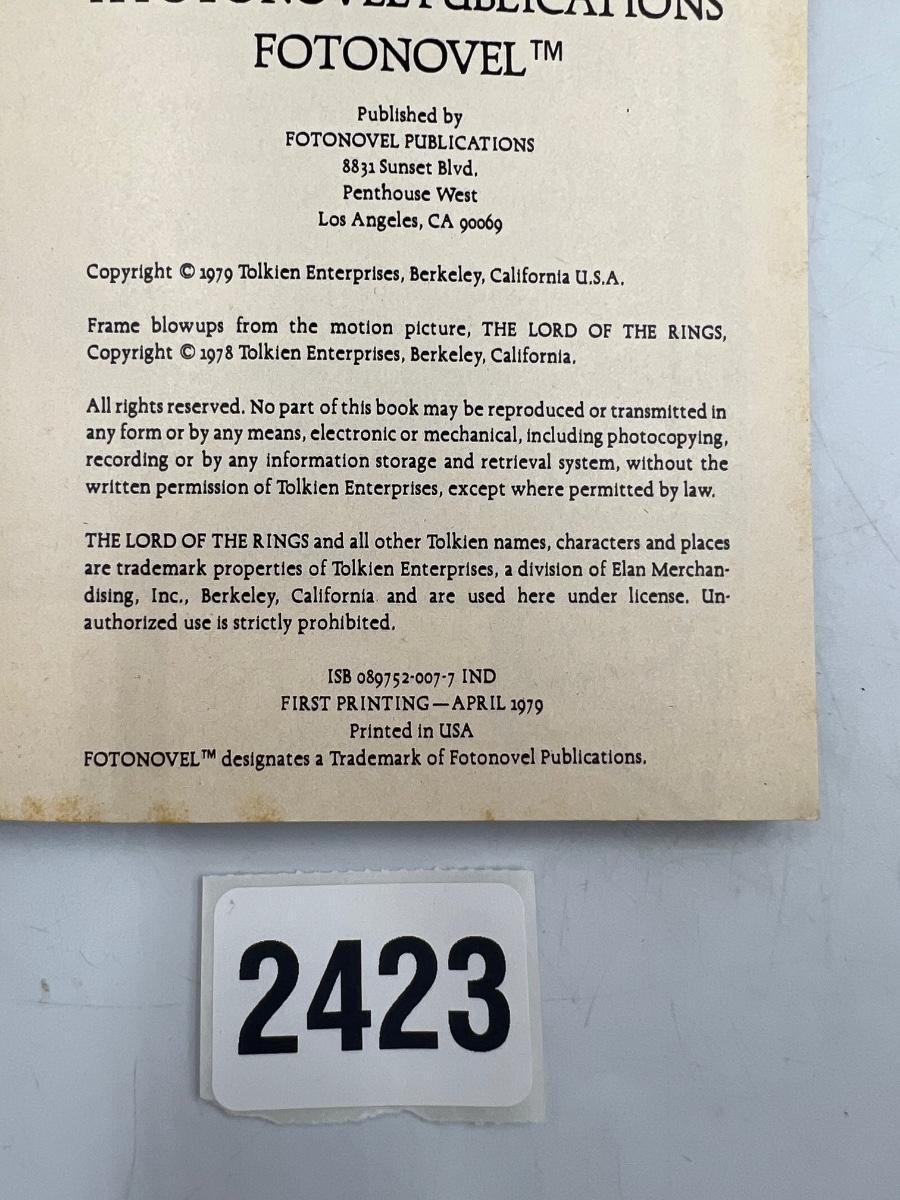 A FOTONOVEL PUBLICATIONS
FOTONOVEL™
Published by
FOTONOVEL PUBLICATIONS
8831 Sunset Blvd.
Penthouse West
Los Angeles, CA 90069
Copyright © 1979 Tolkien Enterprises, Berkeley, California U.S.A.
Frame blowups from the motion picture, THE LORD OF THE RINGS,
Copyright © 1978 Tolkien Enterprises, Berkeley, California.
All rights reserved. No part of this book may be reproduced or transmitted in
any form or by any means, electronic or mechanical, including photocopying,
recording or by any information storage and retrieval system, without the
written permission of Tolkien Enterprises, except where permitted by law.
THE LORD OF THE RINGS and all other Tolkien names, characters and places
are trademark properties of Tolkien Enterprises, a division of Elan Merchan-
dising, Inc., Berkeley, California and are used here under license. Un-
authorized use is strictly prohibited.
ISB 089752-007-7 IND
FIRST PRINTING—APRIL 1979
Printed in USA
FOTONOVEL™ designates a Trademark of Fotonovel Publications.
2423